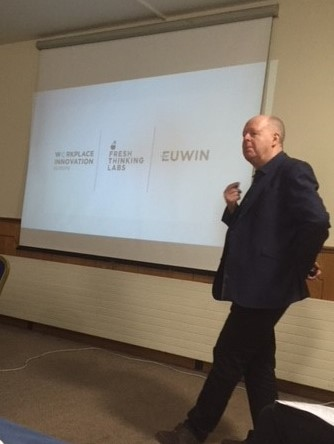 WORKPLACE
INNOVATION
FRESH
THINKING
LABS
EUWIN